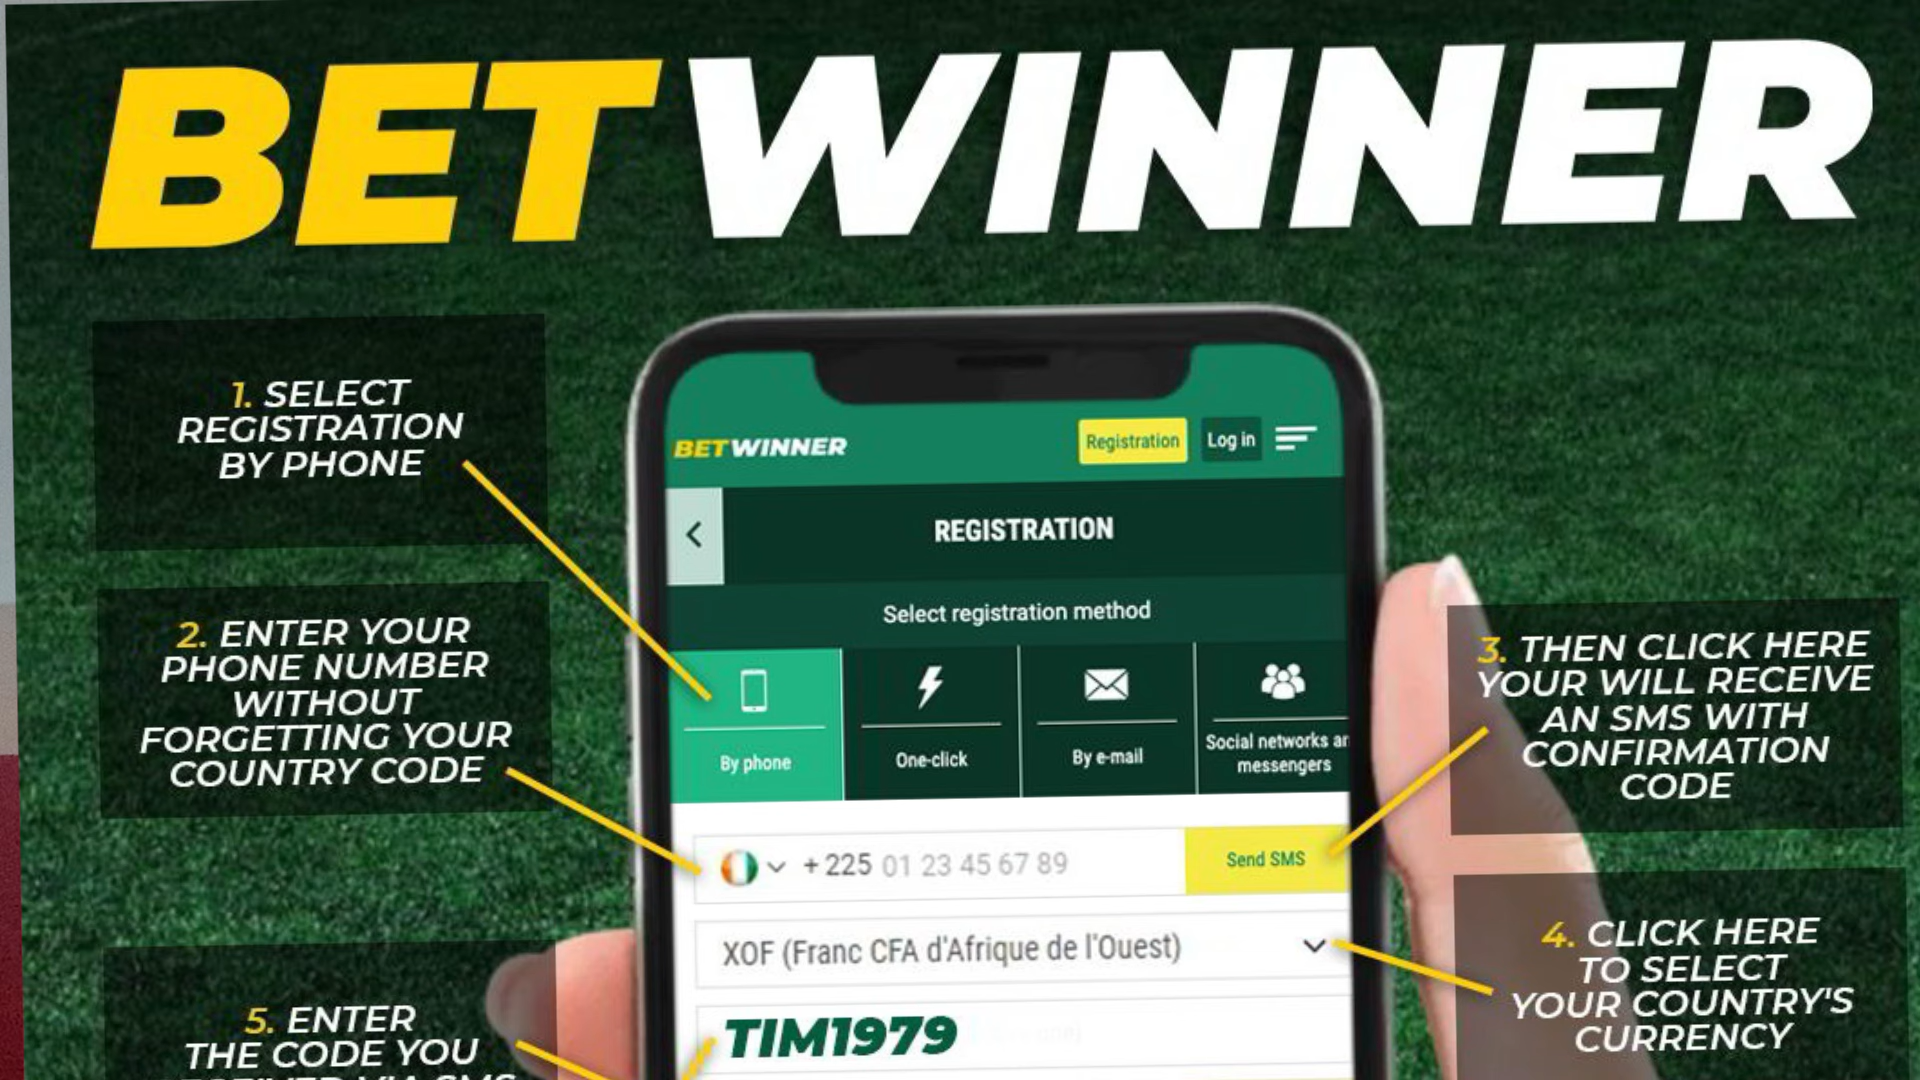 BETWINNER
1. SELECT
REGISTRATION
BY PHONE
2. ENTER YOUR
PHONE NUMBER
WITHOUT
FORGETTING YOUR
COUNTRY CODE
5. ENTER
THE CODE YOU
VIA SMS
BETWINNER
Registration
Log in
REGISTRATION
Select registration method
By phone
One-click
By e-mail
Social networks
messengers
+225 01 23 45 67 89
Send SMS
XOF (Franc CFA d'Afrique de l'Ouest)
TIM1979
3. THEN CLICK HERE
YOUR WILL RECEIVE
AN SMS WITH
CONFIRMATION
CODE
4. CLICK HERE
TO SELECT
YOUR COUNTRY'S
CURRENCY